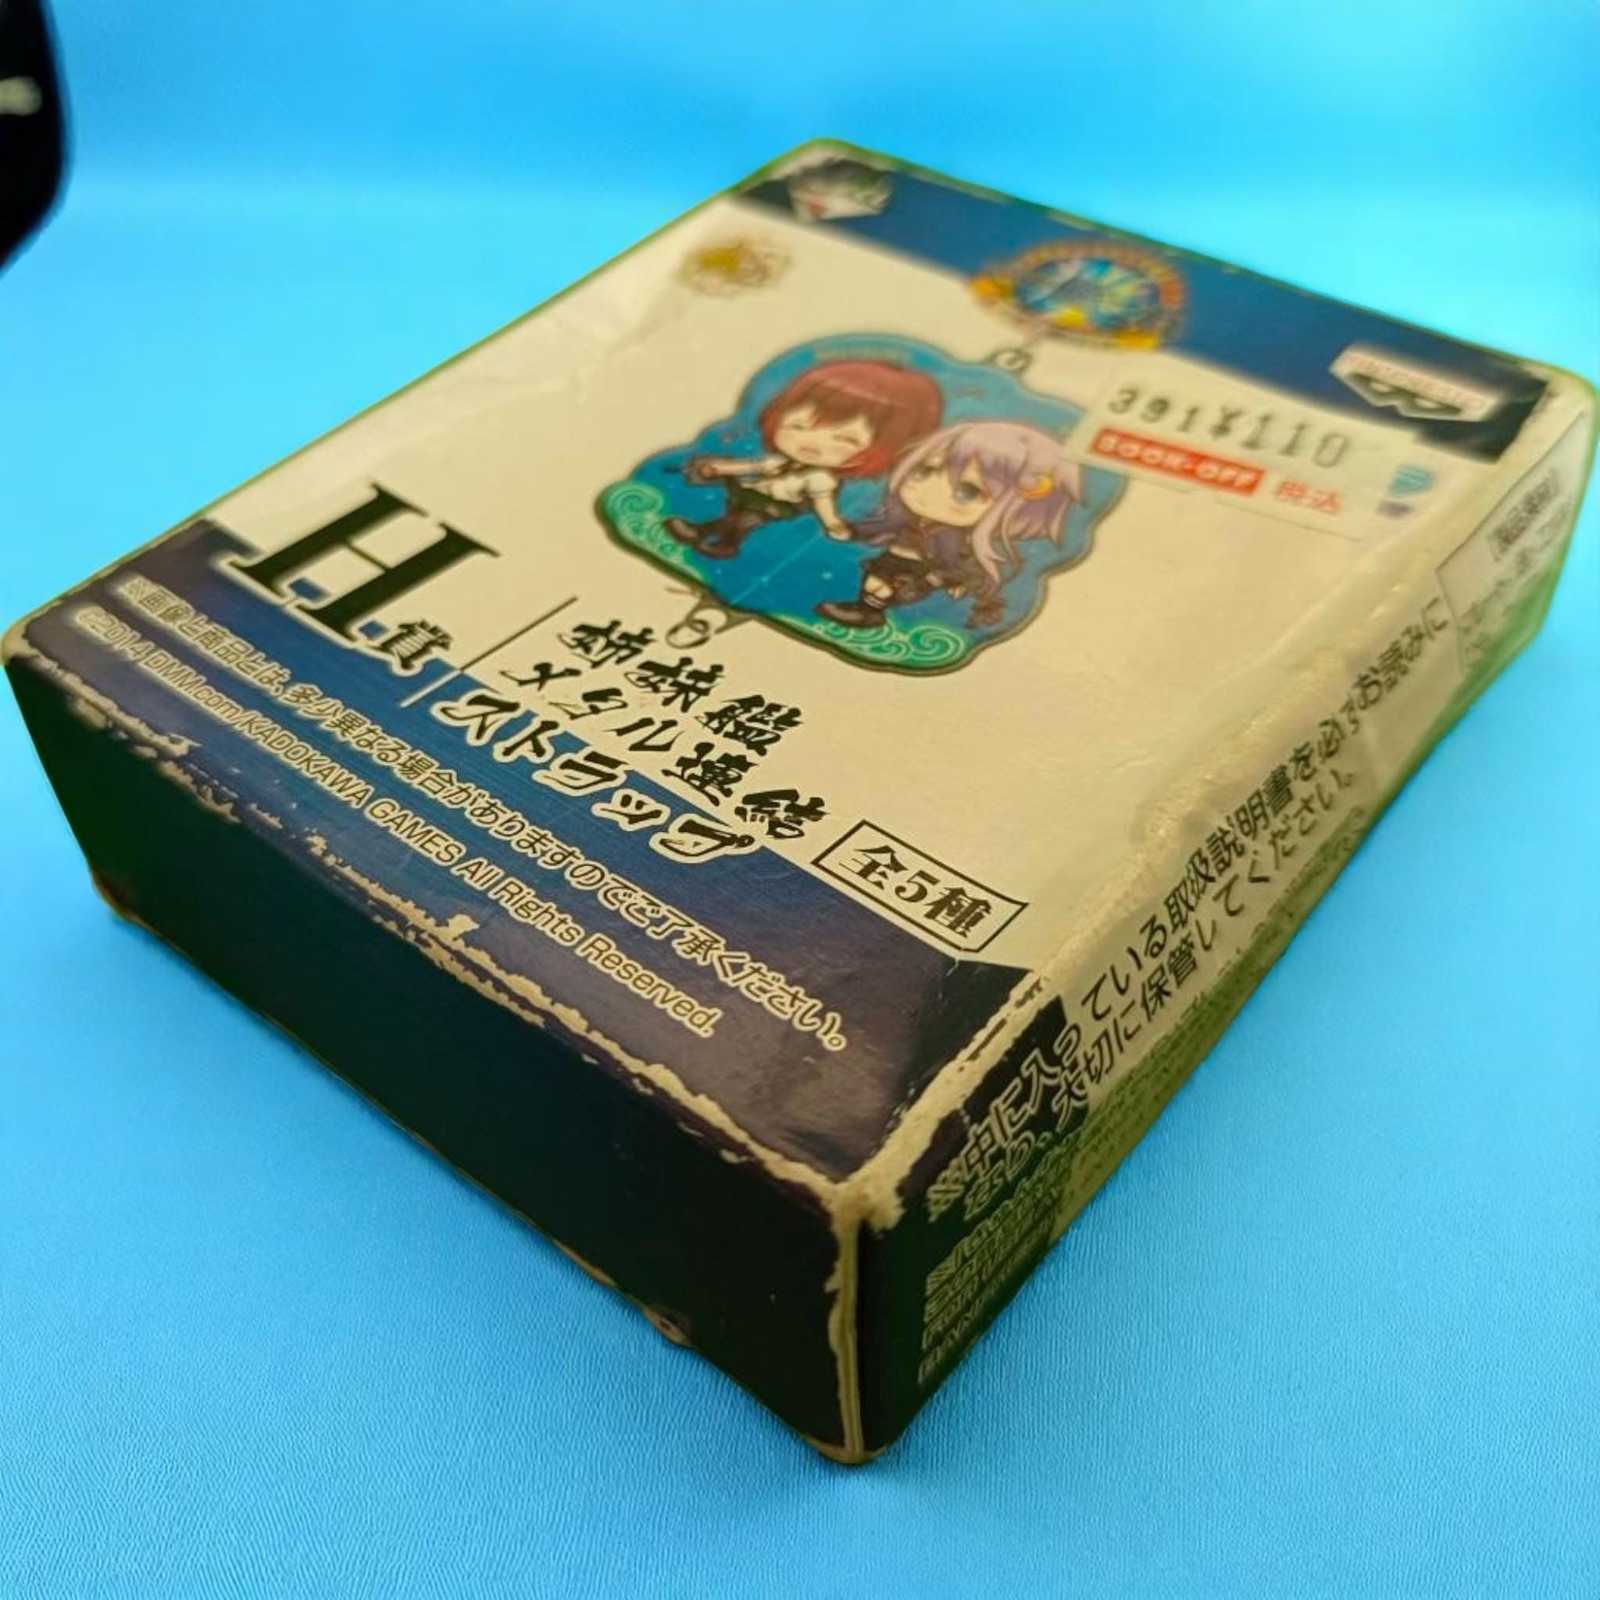 391 ¥110
BOOK-OFF 税込
BANPRESTO
H賞
姉妹艦
メタル連結
ストラップ
全5種
※画像と商品とは、多少異なる場合がありますのでご了承ください。
©2014 DMM.com/KADOKAWA GAMES All Rights Reserved.
※中に入っている取扱説明書を必ずお読みに
なり、大切に保管してください。